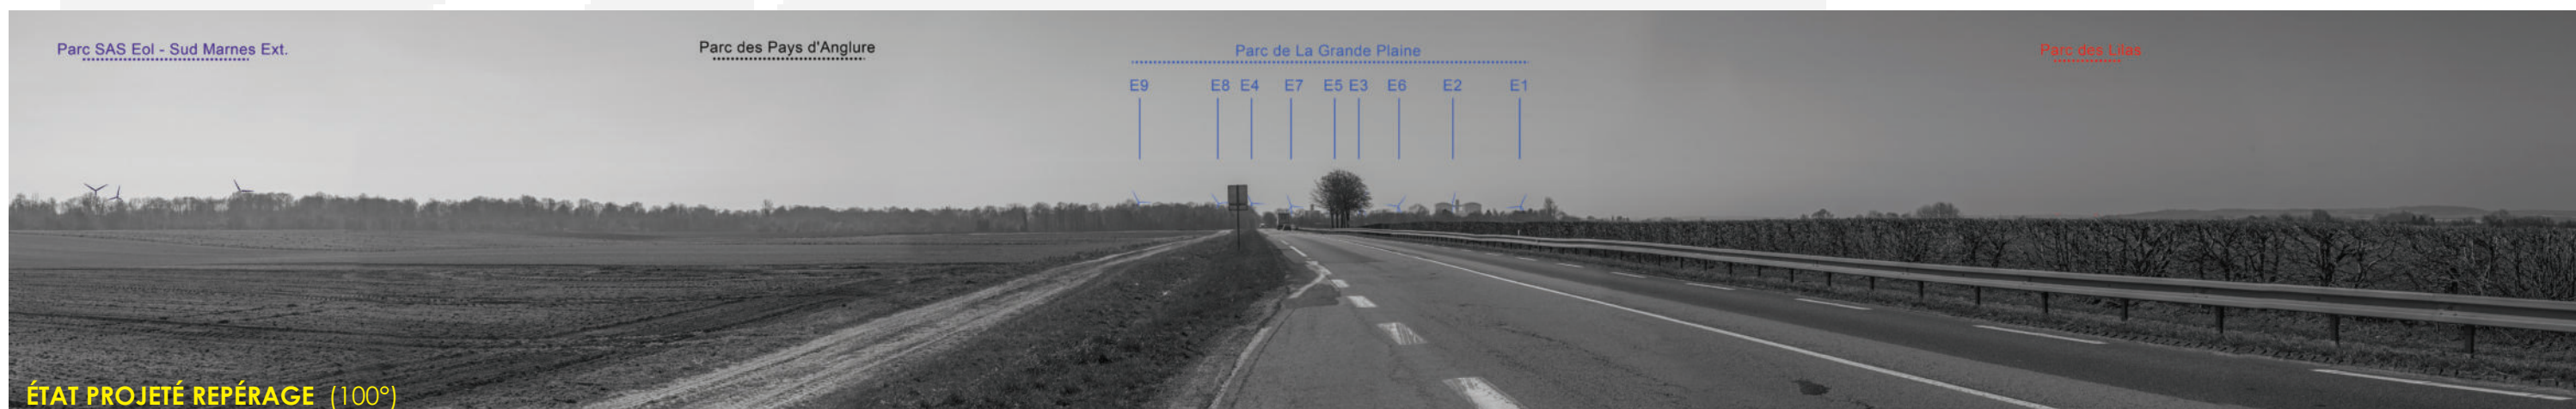 Parc SAS Eol - Sud Marnes Ext.
Parc des Pays d'Anglure
Parc de La Grande Plaine
Parc des Lilas
E9 E8 E4 E7 E5 E3 E6 E2 E1
ÉTAT PROJETÉ REPÉRAGE (100°)